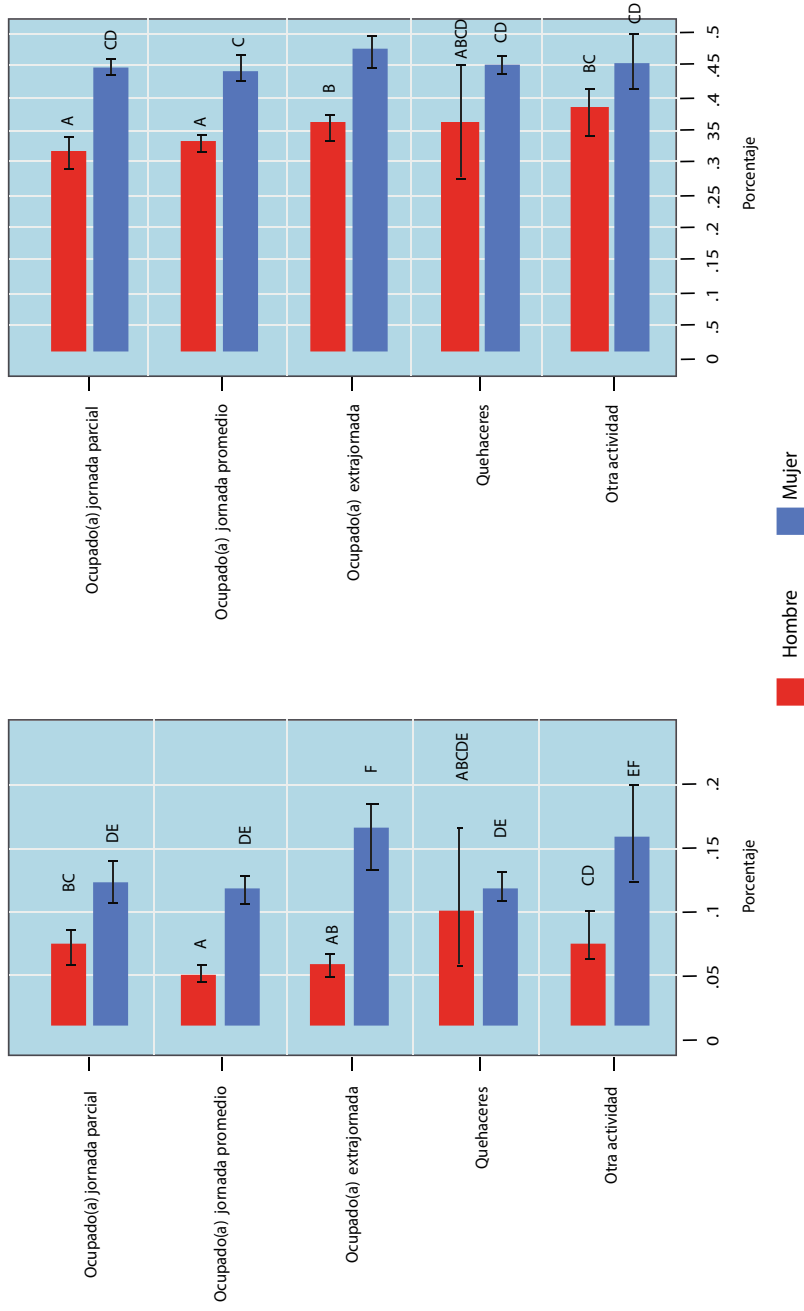 Ocupado(a) jornada parcial
BC
DE
Ocupado(a) jornada promedio
A
DE
Ocupado(a) extrajornada
AB
F
Quehaceres
ABCDE
DE
Otra actividad
CD
EF
0 .05 .1 .15 .2
Porcentaje
Ocupado(a) jornada parcial
A
CD
Ocupado(a) jornada promedio
A
C
Ocupado(a) extrajornada
B
Quehaceres
ABCD
CD
Otra actividad
BC
CD
0 .5 .1 .15 .2 .25 .3 .35 .4 .45 .5
Porcentaje
Hombre Mujer